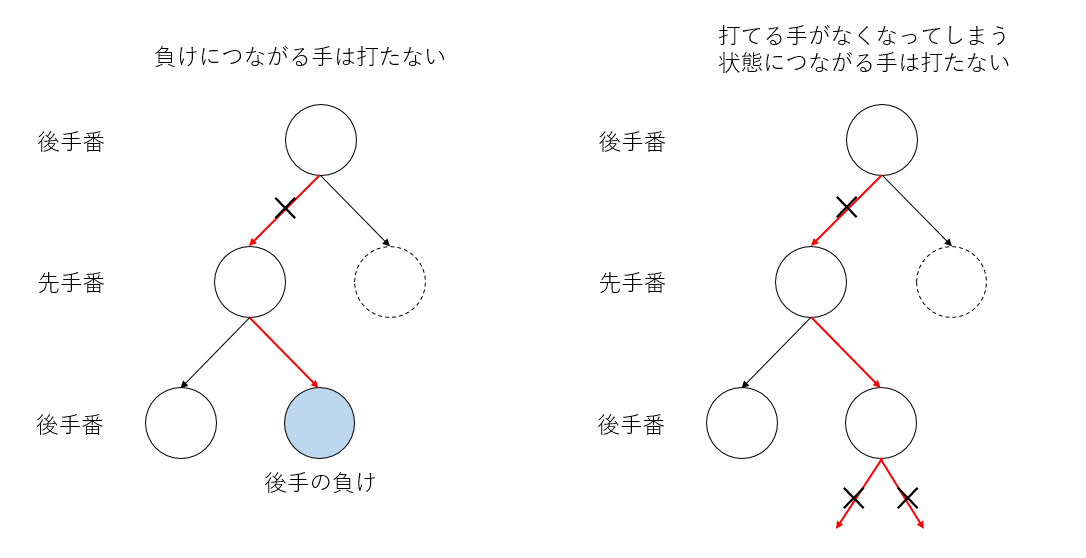 負けにつながる手は打たない
後手番
先手番
後手番
後手の負け
打てる手がなくなってしまう
状態につながる手は打たない
後手番
先手番
後手番